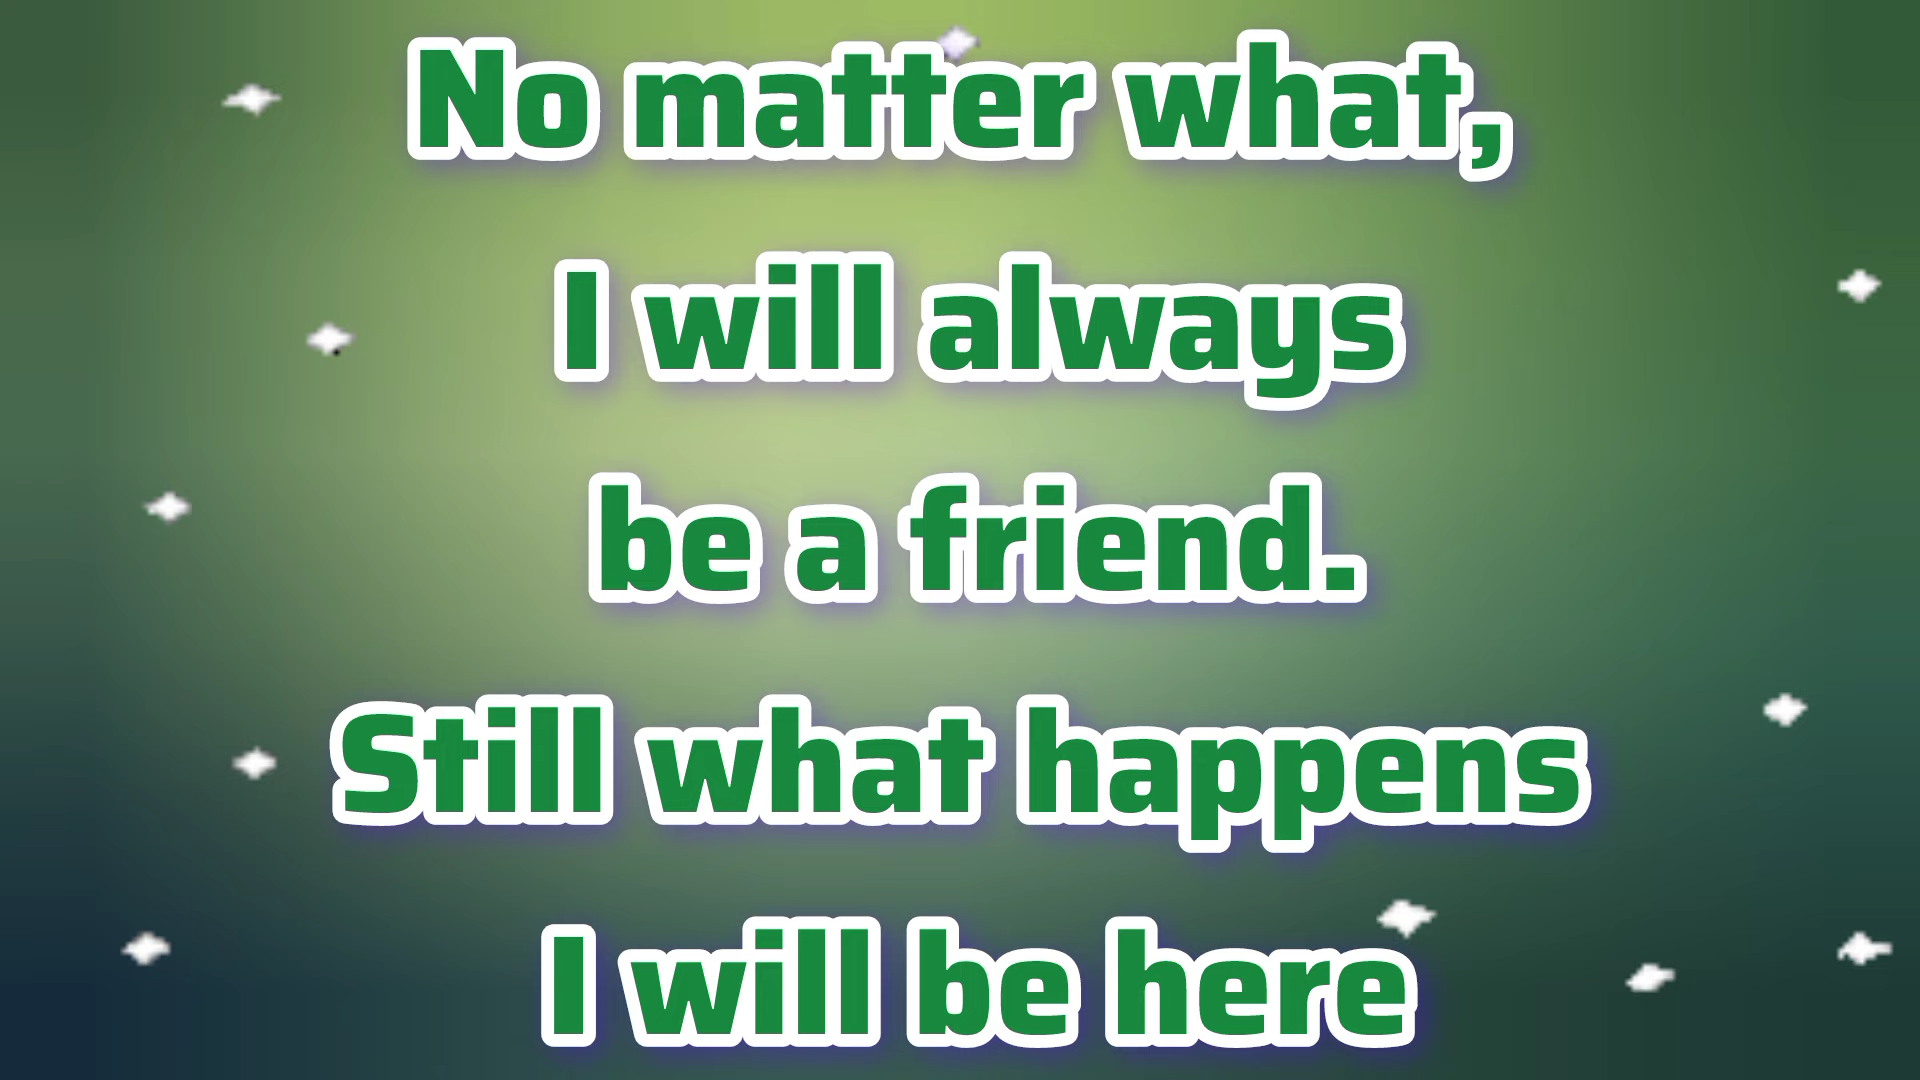 No matter what,
I will always
be a friend.
Still what happens
I will be here